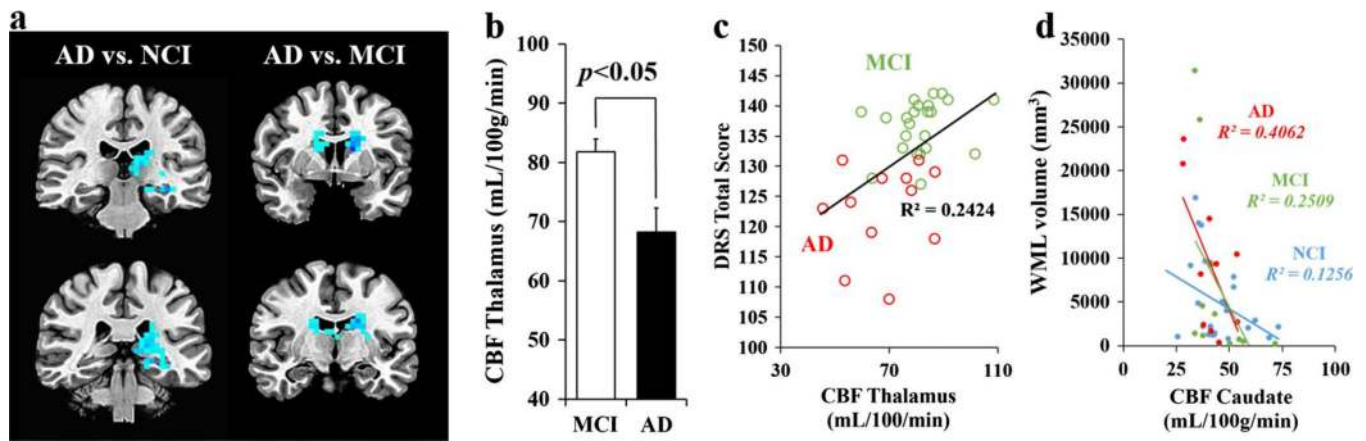 a
AD vs. NCI
AD vs. MCI
b
CBF Thalamus (mL/100g/min)
100
90
80
70
60
50
40
p<0.05
MCI
AD
c
DRS Total Score
150
145
140
135
130
125
120
115
110
105
100
MCI
AD
R² = 0.2424
30
70
110
CBF Thalamus
(mL/100/min)
d
WML volume (mm³)
35000
30000
25000
20000
15000
10000
5000
0
AD
R² = 0.4062
MCI
R² = 0.2509
NCI
R² = 0.1256
0
25
50
75
100
CBF Caudate
(mL/100g/min)